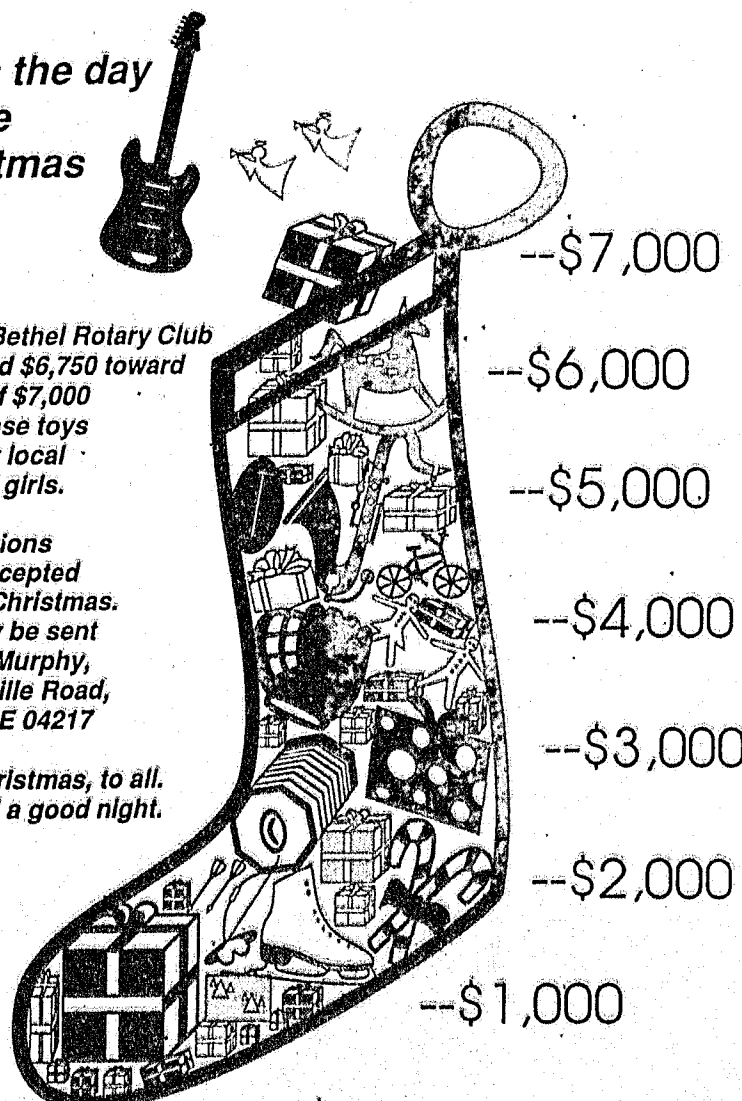 the day
e
tmas
Bethel Rotary Club
d $6,750 toward
f $7,000
se toys
local
girls.
ions
cepted
Christmas.
be sent
Murphy,
ille Road,
E 04217
ristmas, to all.
a good night.
--$7,000
--$6,000
--$5,000
--$4,000
--$3,000
--$2,000
--$1,000